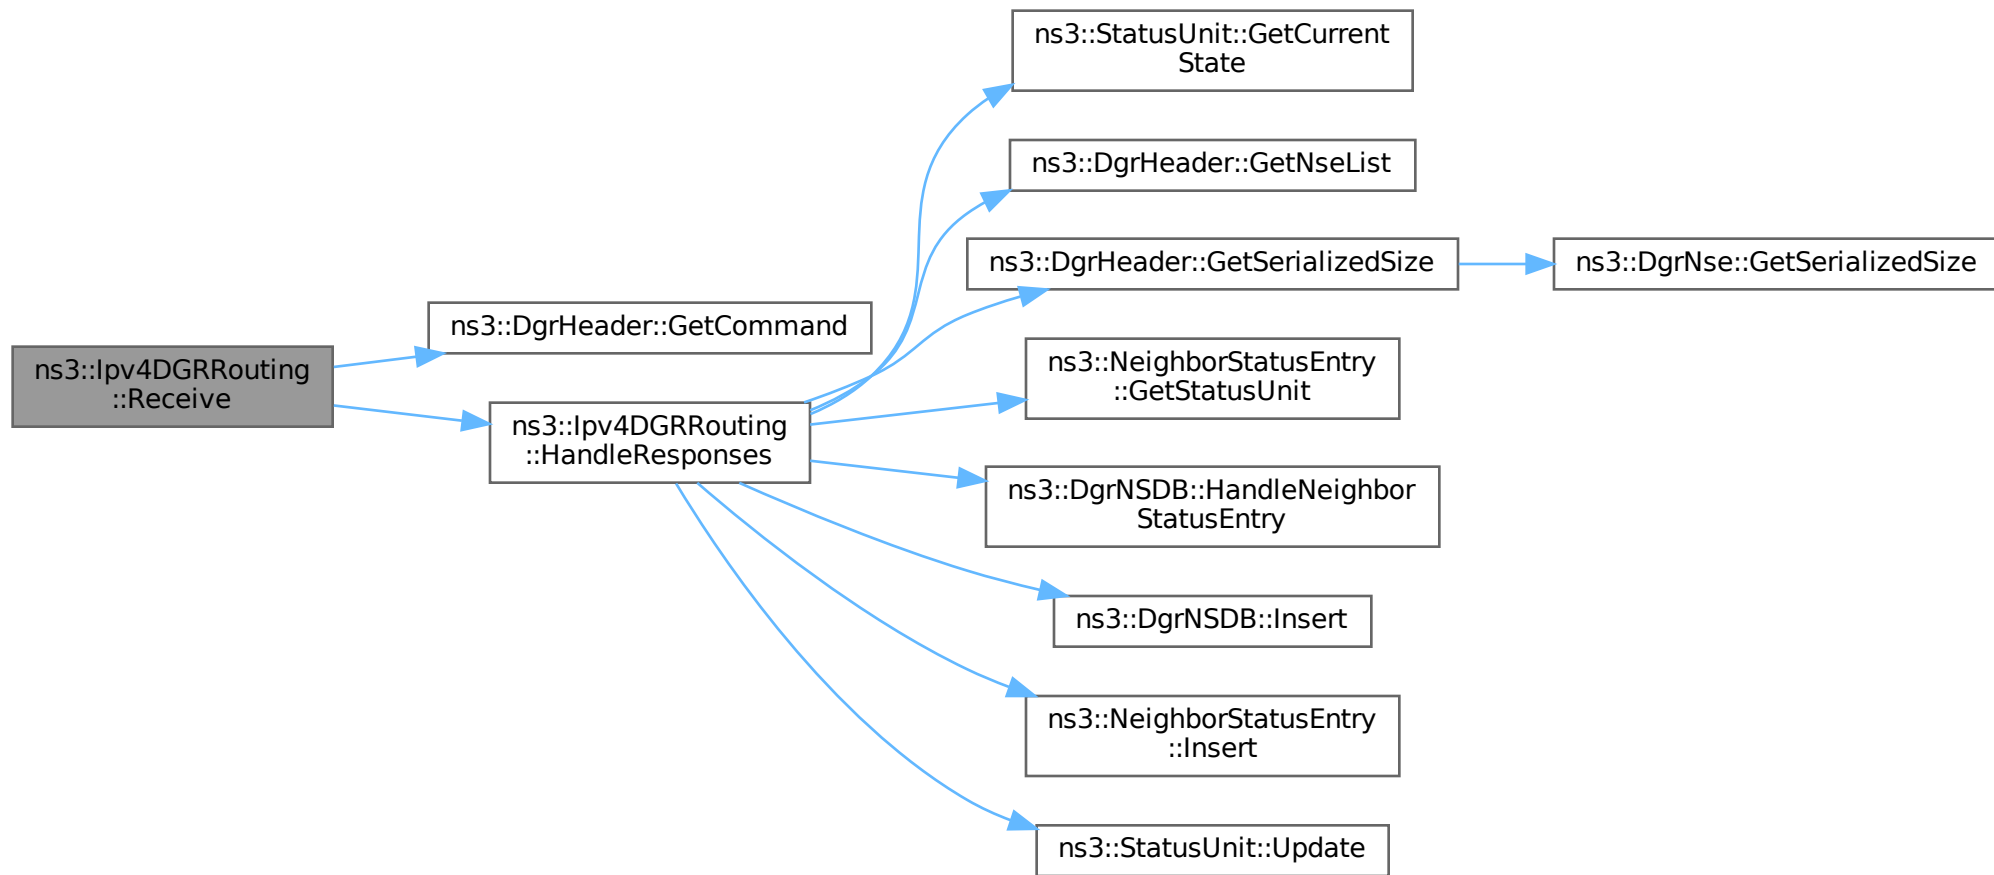 ns3::Ipv4DGRRouting
::Receive
ns3::DgrHeader::GetCommand
ns3::Ipv4DGRRouting
::HandleResponses
ns3::StatusUnit::GetCurrent
State
ns3::DgrHeader::GetNseList
ns3::DgrHeader::GetSerializedSize
ns3::DgrNse::GetSerializedSize
ns3::NeighborStatusEntry
::GetStatusUnit
ns3::DgrNSDB::HandleNeighbor
StatusEntry
ns3::DgrNSDB::Insert
ns3::NeighborStatusEntry
::Insert
ns3::StatusUnit::Update